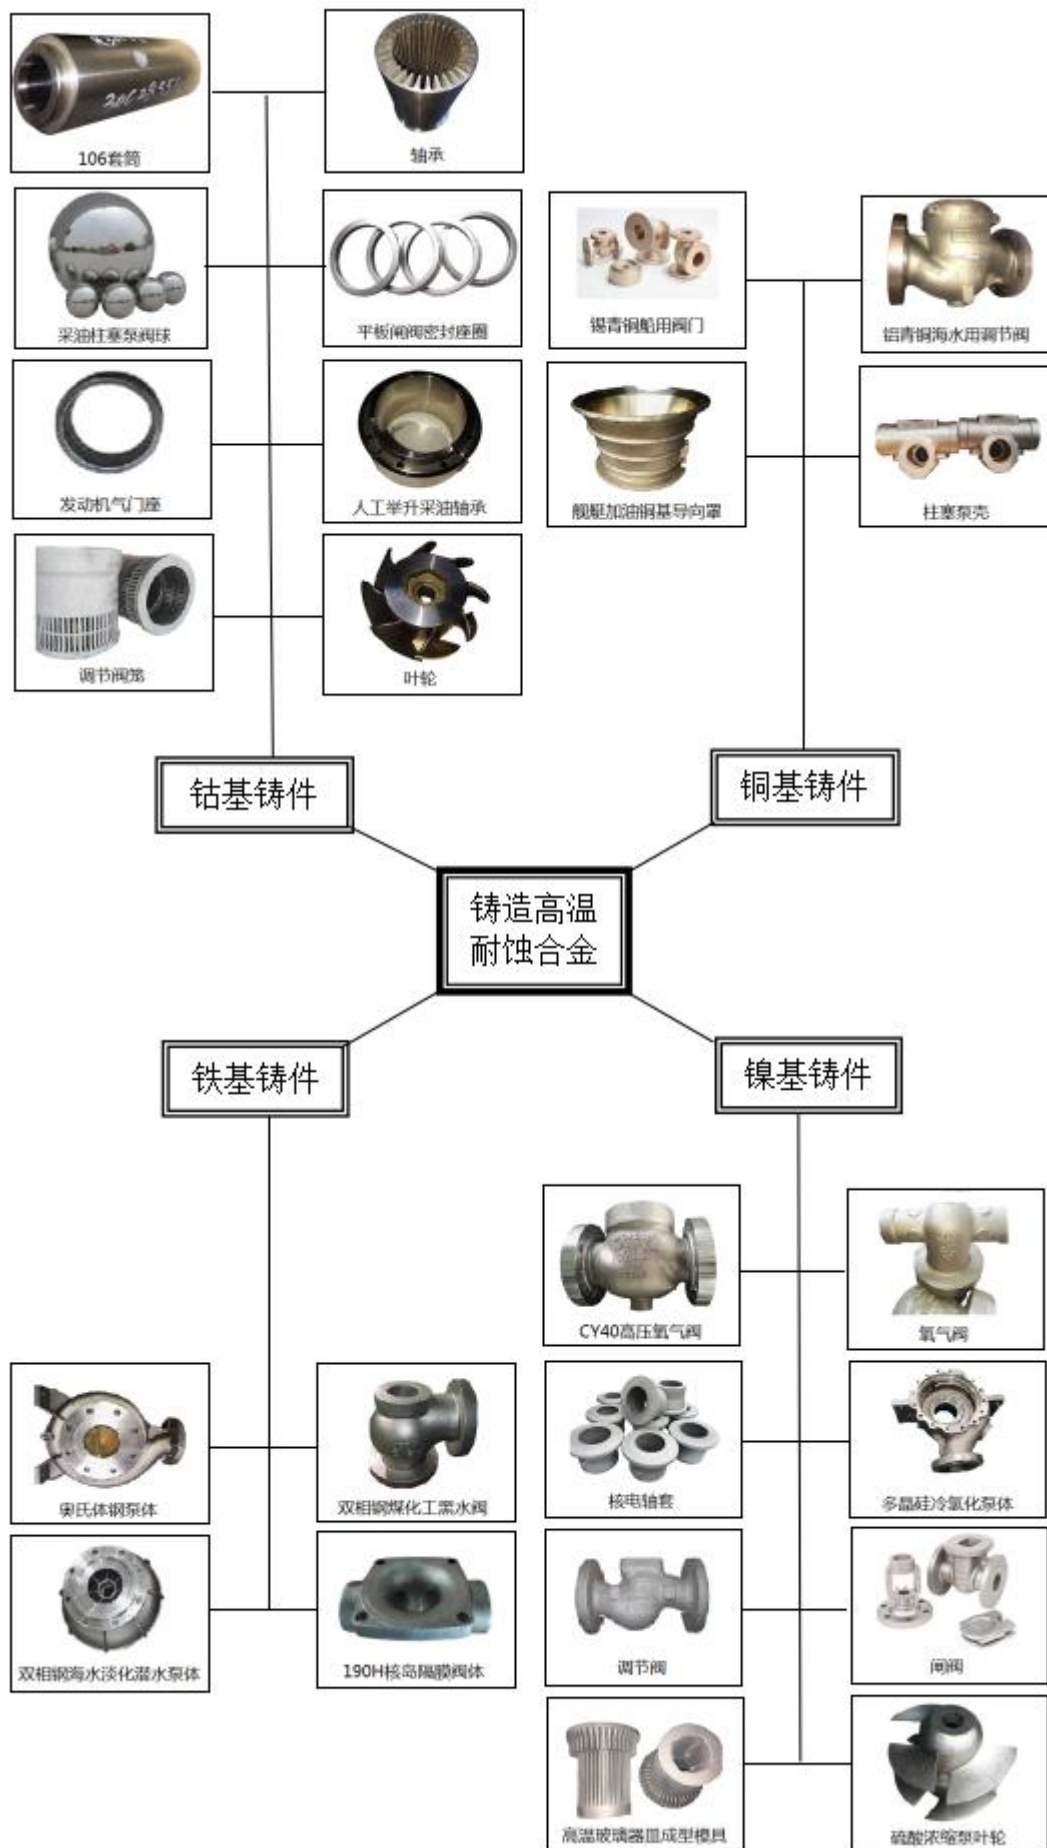 106套筒
轴承
采油柱塞泵阀球
平板闸阀密封座圈
发动机气门座
人工举升采油轴承
调节阀笼
叶轮
锡青铜船用阀门
铝青铜海水用调节阀
舰艇加油铜基导向罩
柱塞泵壳
钴基铸件
铜基铸件
铸造高温
耐蚀合金
铁基铸件
镍基铸件
CY40高压氧气阀
氧气阀
奥氏体钢泵体
双相钢煤化工黑水阀
核电轴套
多晶硅冷氢化泵体
双相钢海水淡化潜水泵体
190H核岛隔膜阀体
调节阀
闸阀
高温玻璃器皿成型模具
硫酸浓缩泵叶轮